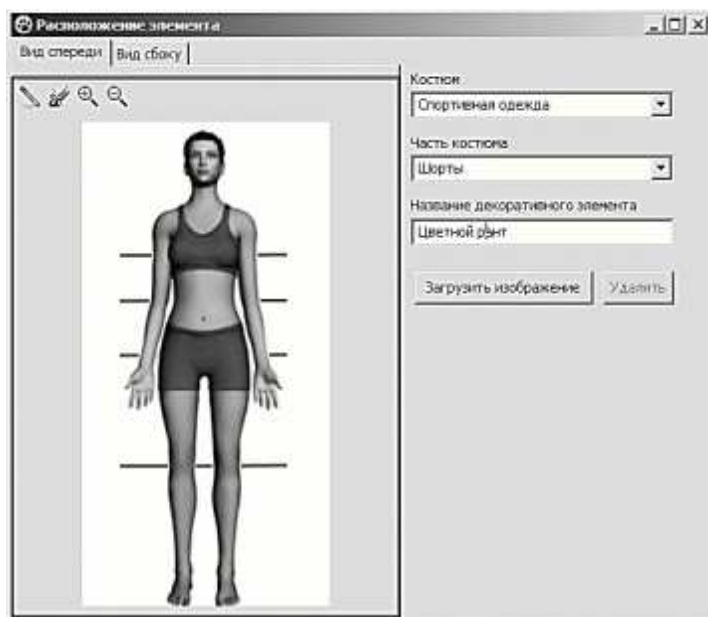 Расположение элемента
Вид спереди Вид сбоку
Костюм
Спортивная одежда
Часть костюма
Шорты
Название декоративного элемента
Цветной рант
Загрузить изображение Удалить